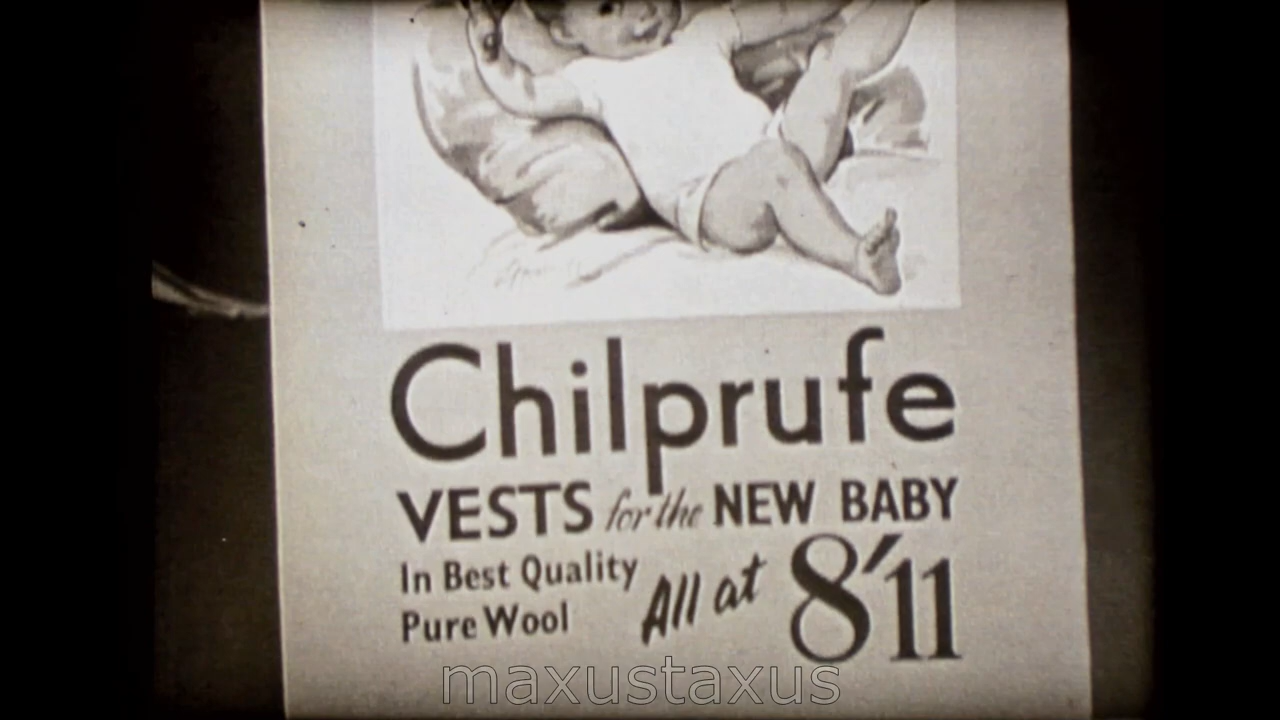 Chilprufe
VESTS for the NEW BABY
In Best Quality
Pure Wool
All at 8'11
maxustaxus